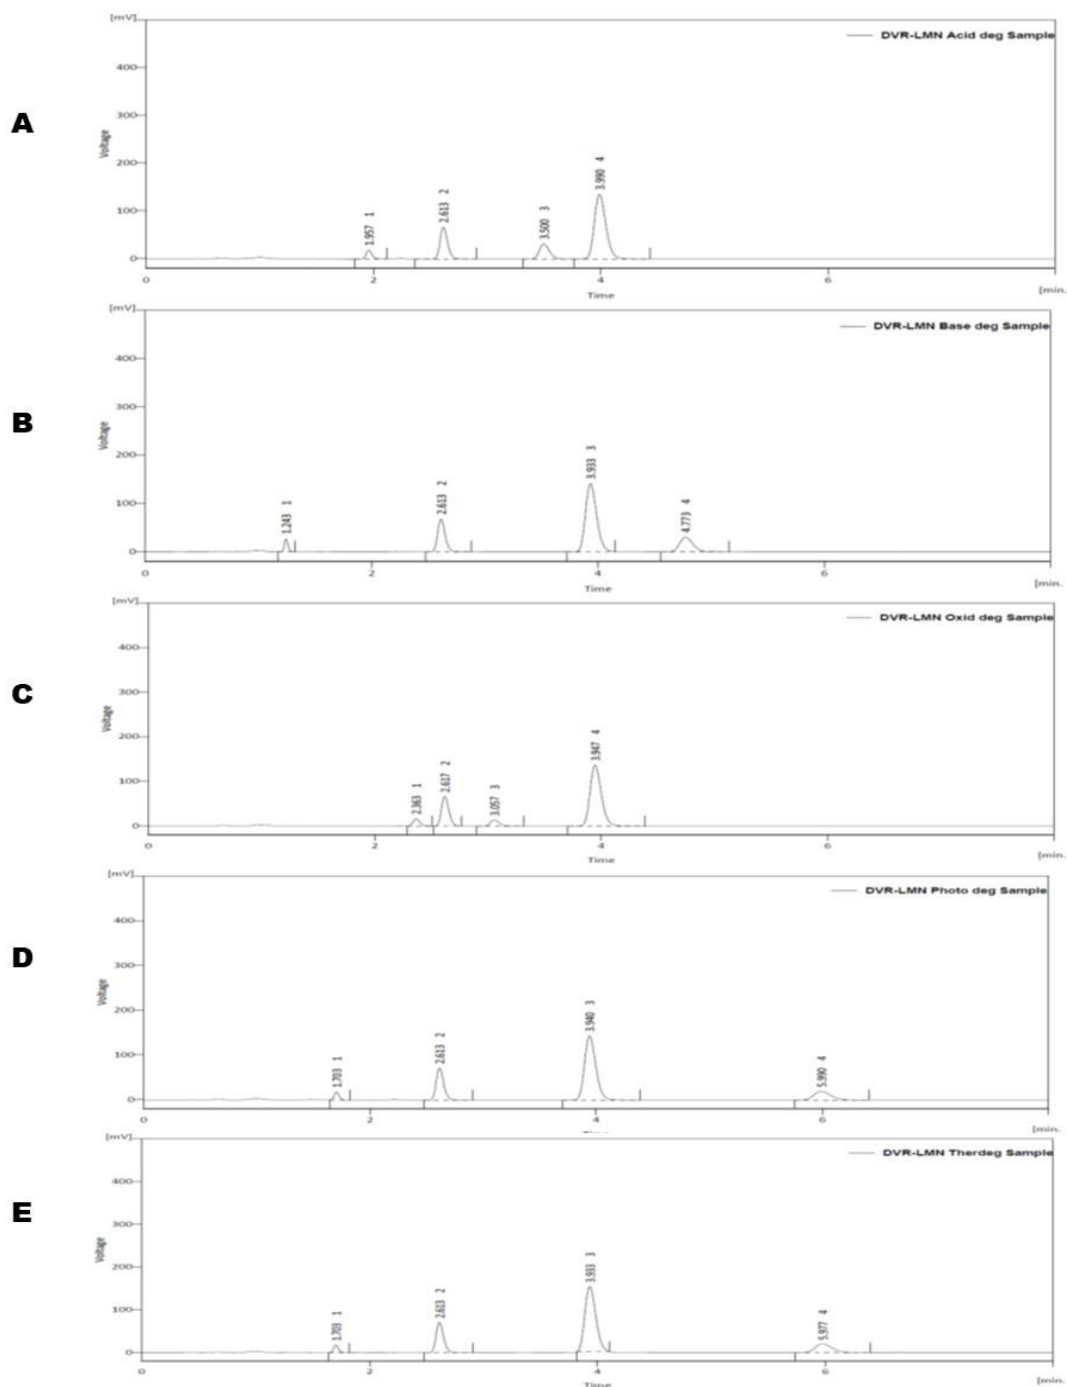 A
[mV]
DVR-LMN Acid deg Sample
400
300
200
100
0
Voltage
1.957 1
2.613 2
3.500 3
3.990 4
0 2 4 6
Time
[min.
B
[mV]
DVR-LMN Base deg Sample
400
300
200
100
0
Voltage
1.243 1
2.613 2
3.933 3
4.773 4
0 2 4 6
Time
[min.
C
[mV]
DVR-LMN Oxid deg Sample
400
300
200
100
0
Voltage
2.363 1
2.617 2
3.057 3
3.947 4
0 2 4 6
Time
[min.
D
[mV]
DVR-LMN Photo deg Sample
400
300
200
100
0
Voltage
1.703 1
2.613 2
3.940 3
5.990 4
0 2 4 6
[min.
E
[mV]
DVR-LMN Therdeg Sample
400
300
200
100
0
Voltage
1.703 1
2.613 2
3.933 3
5.977 4
0 2 4 6
Time
[min.